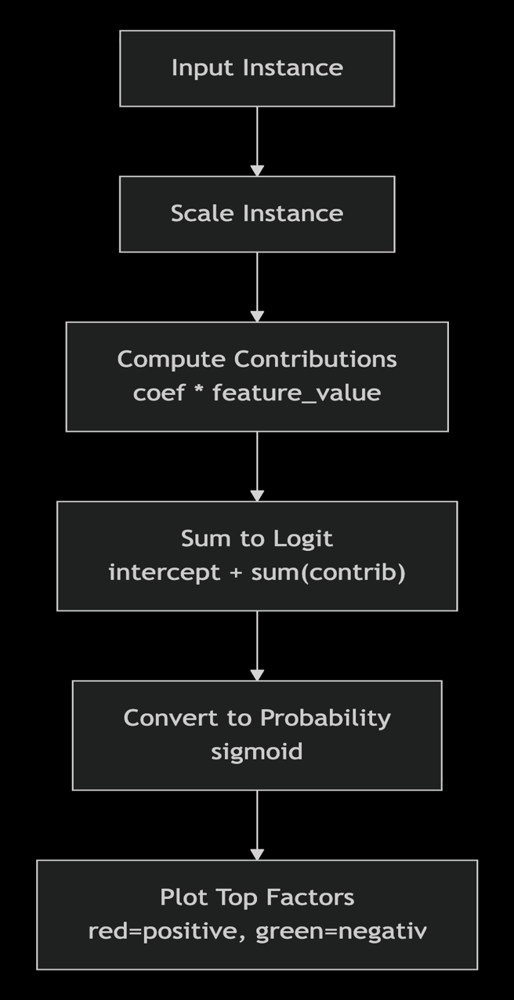 Input Instance
Scale Instance
Compute Contributions
coef * feature_value
Sum to Logit
intercept + sum(contrib)
Convert to Probability
sigmoid
Plot Top Factors
red=positive, green=negativ